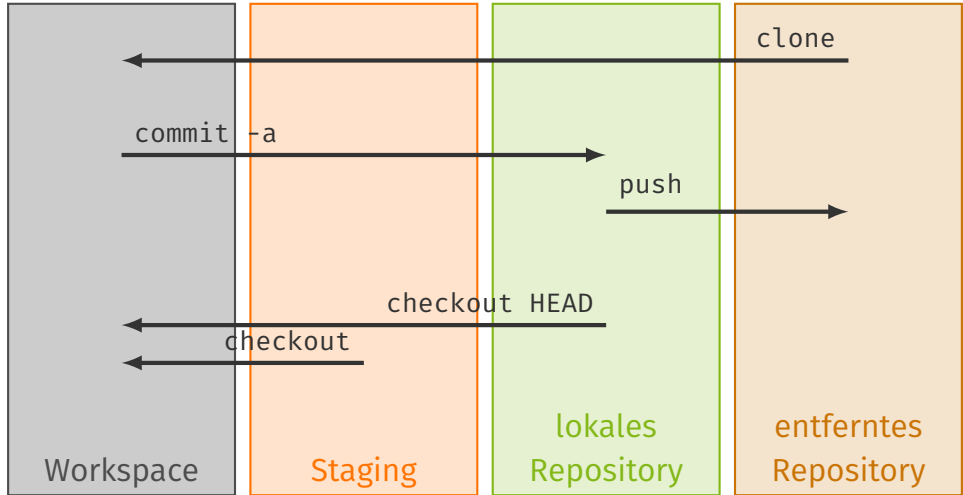 clone
commit -a
push
checkout HEAD
checkout
Workspace
Staging
lokales
Repository
entferntes
Repository